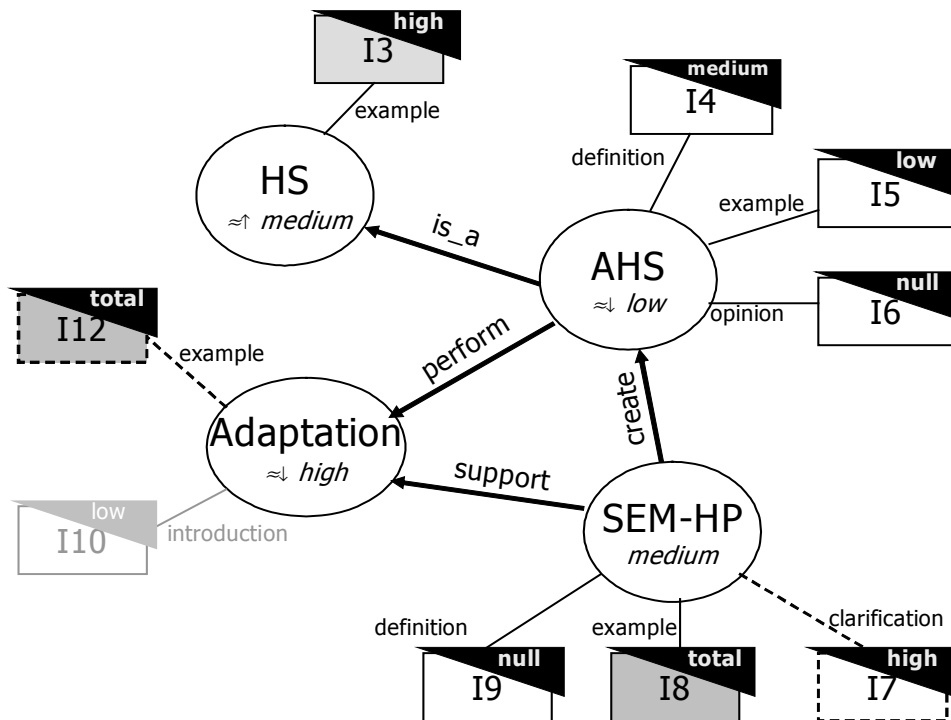 high
I3
example
medium
I4
definition
HS
≈↑ medium
low
I5
example
is_a
AHS
≈↓ low
null
I6
opinion
total
I12
example
perform
create
Adaptation
≈↓ high
support
low
I10
introduction
SEM-HP
medium
definition
example
clarification
null
I9
total
I8
high
I7